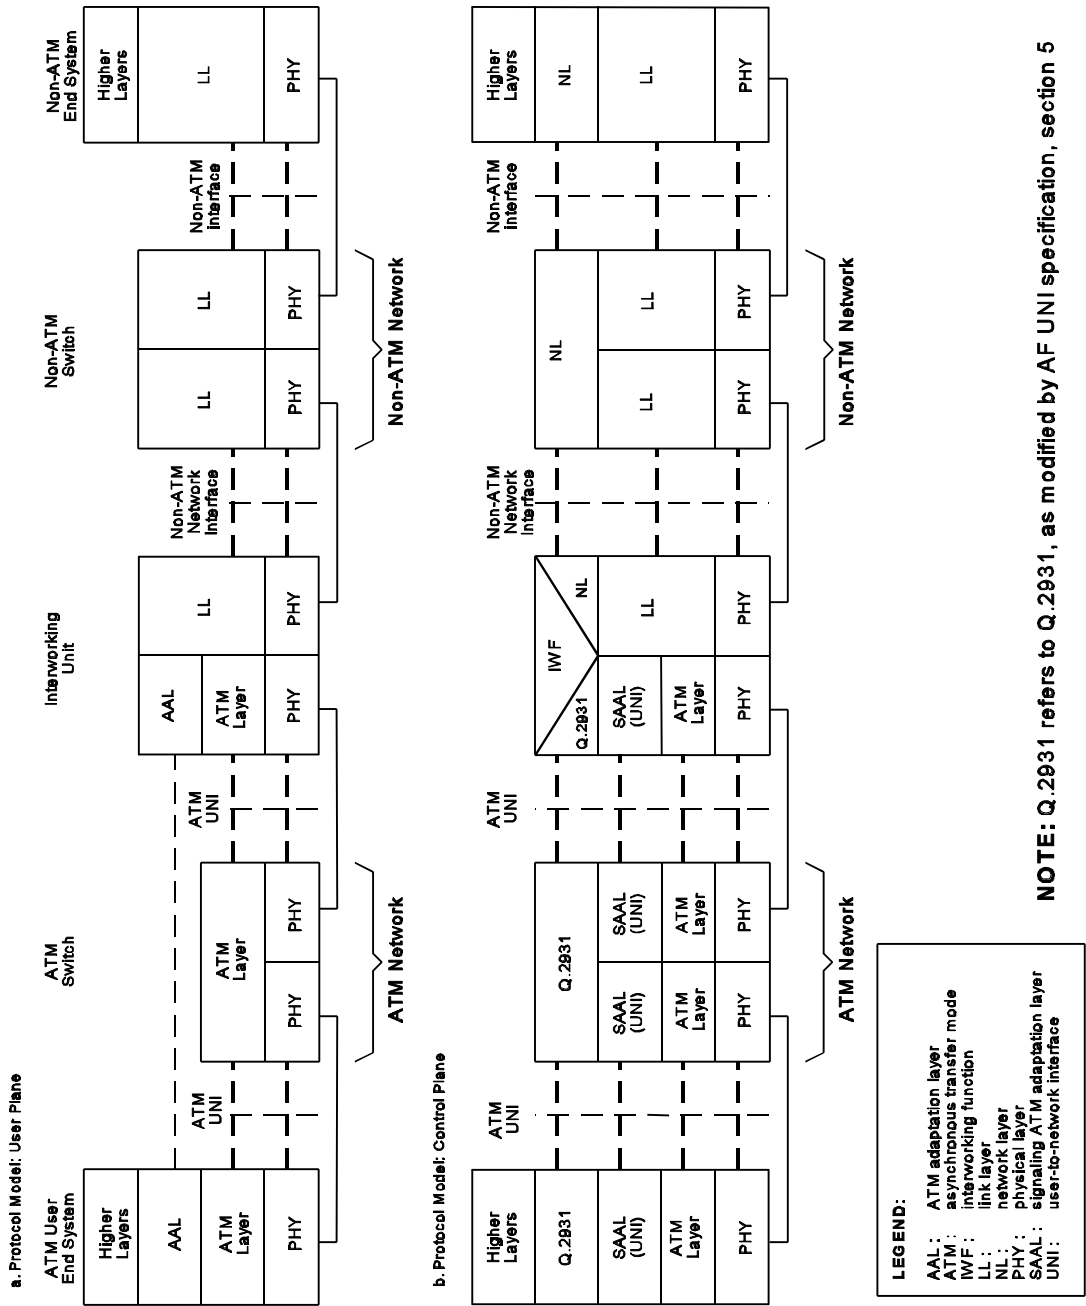 a. Protocol Model: User Plane
ATM User
End System
ATM
Switch
Interworking
Unit
Non-ATM
Switch
Non-ATM
End System
Higher
Layers
AAL
ATM
Layer
PHY
ATM
UNI
ATM
Layer
PHY
PHY
ATM
UNI
AAL
ATM
Layer
PHY
LL
PHY
Non-ATM
Network
Interface
LL
LL
PHY
PHY
Non-ATM
Interface
Higher
Layers
LL
PHY
ATM Network
Non-ATM Network
b. Protocol Model: Control Plane
Higher
Layers
Q.2931
SAAL
(UNI)
ATM
Layer
PHY
ATM
UNI
Q.2931
SAAL
(UNI)
SAAL
(UNI)
ATM
Layer
ATM
Layer
PHY
PHY
ATM
UNI
IWF
Q.2931
NL
SAAL
(UNI)
ATM
Layer
PHY
LL
PHY
Non-ATM
Network
Interface
NL
LL
LL
PHY
PHY
Non-ATM
Interface
Higher
Layers
NL
LL
PHY
ATM Network
Non-ATM Network
LEGEND:
AAL : ATM adaptation layer
ATM : asynchronous transfer mode
IWF : interworking function
LL : link layer
NL : network layer
PHY : physical layer
SAAL : signaling ATM adaptation layer
UNI : user-to-network interface
NOTE: Q.2931 refers to Q.2931, as modified by AF UNI specification, section 5